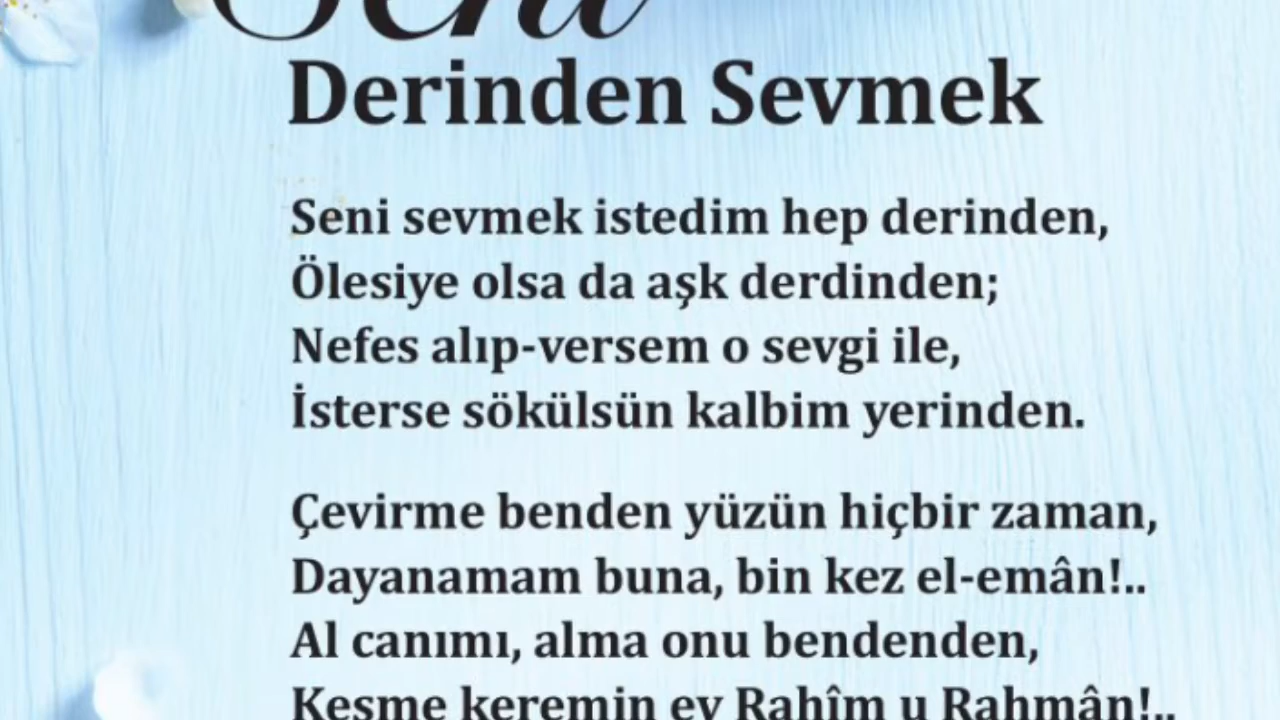 Seni
Derinden Sevmek
Seni sevmek istedim hep derinden,
Ölesiye olsa da aşk derdinden;
Nefes alıp-versem o sevgi ile,
İsterse sökülsün kalbim yerinden.
Çevirme benden yüzün hiçbir zaman,
Dayanamam buna, bin kez el-emân!..
Al canımı, alma onu bendenden,
Kesme keremin ey Rahîm u Rahmân!..